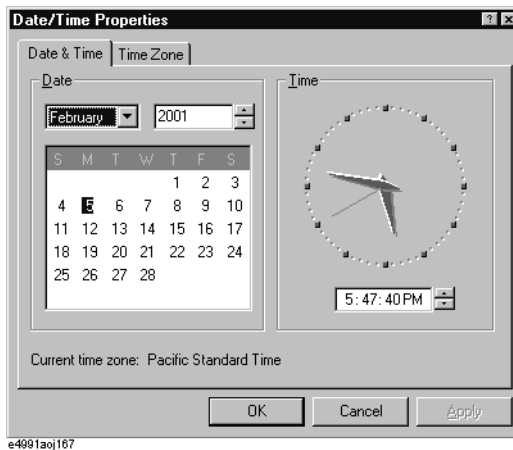 Date/Time Properties
Date & Time
Time Zone
Date
Time
February
2001
S M T W T F S
1 2 3
4 5 6 7 8 9 10
11 12 13 14 15 16 17
18 19 20 21 22 23 24
25 26 27 28
5:47:40 PM
Current time zone: Pacific Standard Time
OK
Cancel
Apply
e4991aoj167